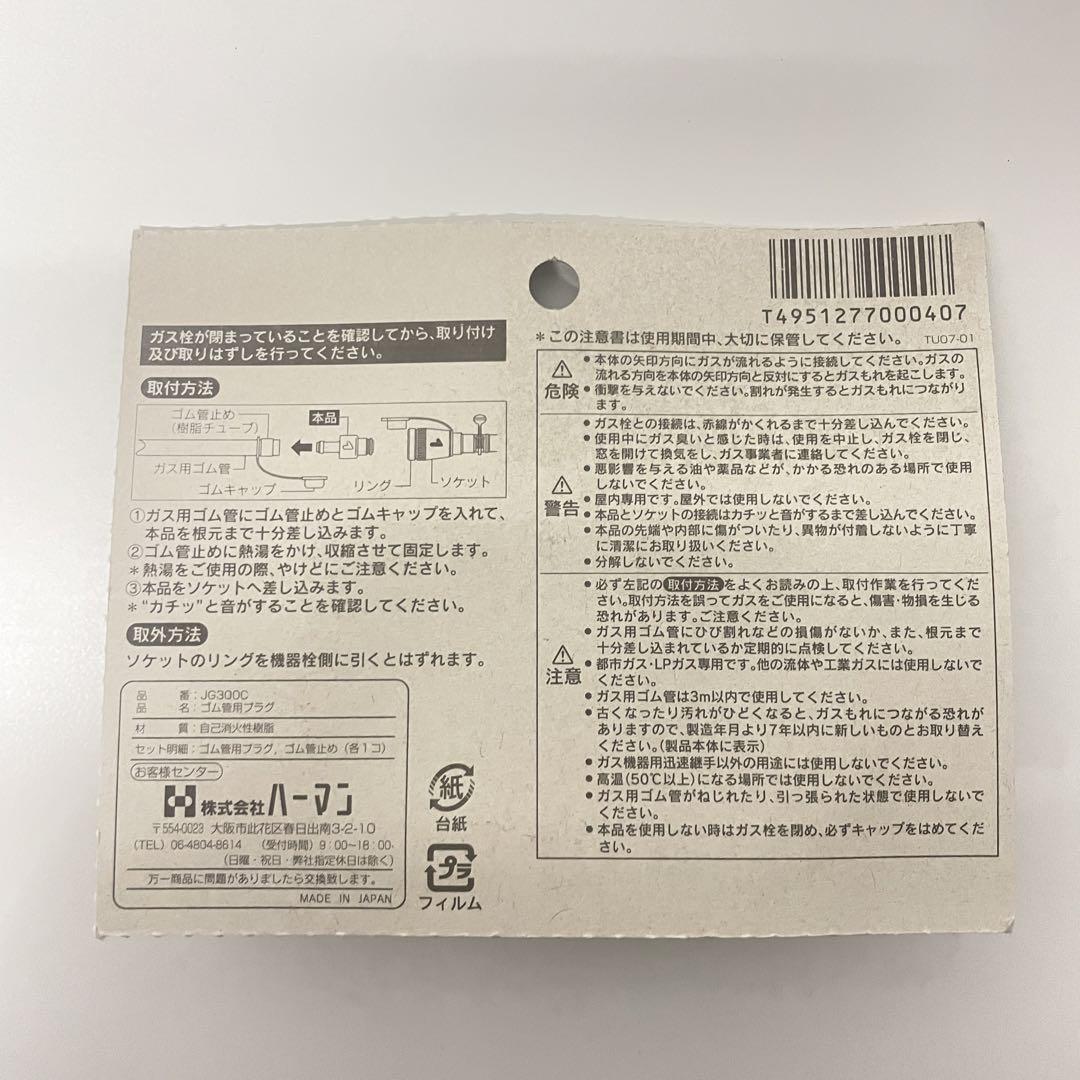 T4951277000407
ガス栓が閉まっていることを確認してから、取り付け
及び取りはずしを行ってください。
取付方法
ゴム管止め
(樹脂チューブ)
本品
ガス用ゴム管
ゴムキャップ
リング
ソケット
①ガス用ゴム管にゴム管止めとゴムキャップを入れて、
本品を根元まで十分差し込みます。
②ゴム管止めに熱湯をかけ、収縮させて固定します。
＊熱湯をご使用の際、やけどにご注意ください。
③本品をソケットへ差し込みます。
＊“カチッ”と音がすることを確認してください。
取外方法
ソケットのリングを機器栓側に引くとはずれます。
品 番：JG300C
品 名：ゴム管用プラグ
材 質：自己消火性樹脂
セット明細：ゴム管用プラグ，ゴム管止め（各1コ）
お客様センター
株式会社ハーマン
〒554-0023 大阪市此花区春日出南3-2-10
(TEL) 06-4804-8614 (受付時間) 9：00～18：00
(日曜・祝日・弊社指定休日は除く)
万一商品に問題がありましたら交換致します。
MADE IN JAPAN
紙
台紙
プラ
フィルム
＊この注意書は使用期間中、大切に保管してください。 TU07-01
危険
●本体の矢印方向にガスが流れるように接続してください。ガスの
流れる方向を本体の矢印方向と反対にするとガスもれを起こします。
●衝撃を与えないでください。割れが発生するとガスもれにつながり
ます。
警告
●ガス栓との接続は、赤線がかくれるまで十分差し込んでください。
●使用中にガス臭いと感じた時は、使用を中止し、ガス栓を閉じ、
窓を開けて換気をし、ガス事業者に連絡してください。
●悪影響を与える油や薬品などが、かかる恐れのある場所で使用
しないでください。
●屋内専用です。屋外では使用しないでください。
●本品とソケットの接続はカチッと音がするまで差し込んでください。
●本品の先端や内部に傷がついたり、異物が付着しないように丁寧
に清潔にお取り扱いください。
●分解しないでください。
注意
●必ず左記の取付方法をよくお読みの上、取付作業を行ってくだ
さい。取付方法を誤ってガスをご使用になると、傷害・物損を生じる
恐れがあります。ご注意ください。
●ガス用ゴム管にひび割れなどの損傷がないか、また、根元まで
十分差し込まれているか定期的に点検してください。
●都市ガス・LPガス専用です。他の流体や工業ガスには使用しないで
ください。
●ガス用ゴム管は3m以内で使用してください。
●古くなったり汚れがひどくなると、ガスもれにつながる恐れが
ありますので、製造年月より7年以内に新しいものとお取り替え
ください。(製品本体に表示)
●ガス機器用迅速継手以外の用途には使用しないでください。
●高温(50℃以上)になる場所では使用しないでください。
●ガス用ゴム管がねじれたり、引っ張られた状態で使用しないで
ください。
●本品を使用しない時はガス栓を閉め、必ずキャップをはめてくだ
さい。